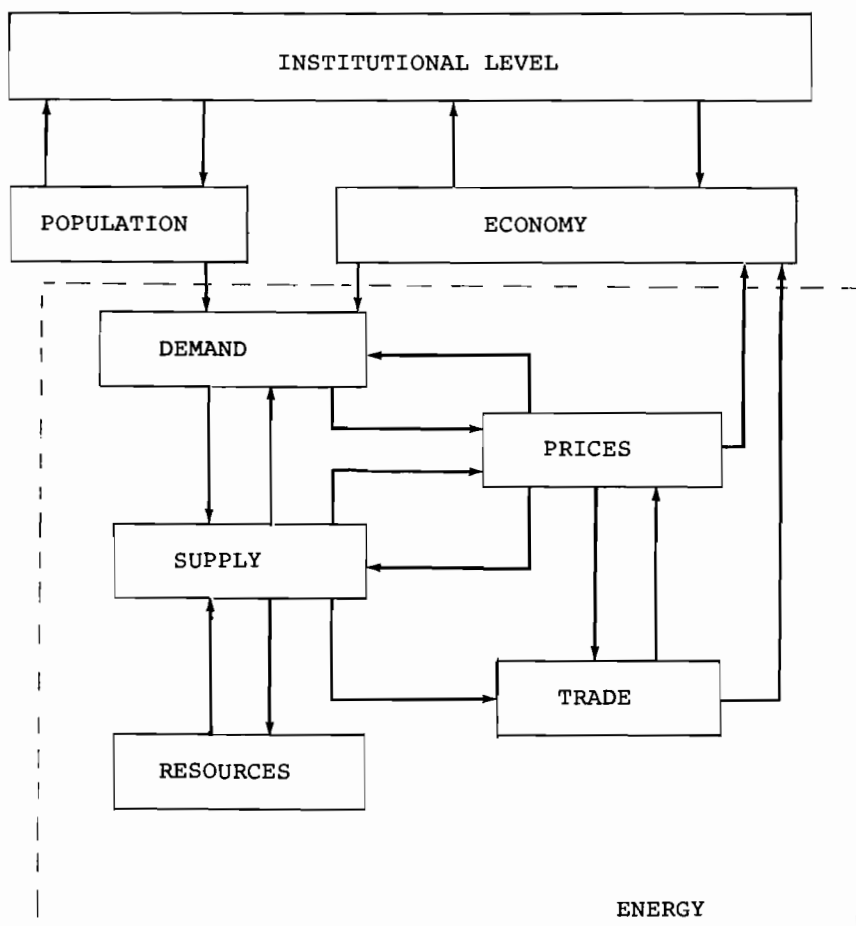 INSTITUTIONAL LEVEL
POPULATION
ECONOMY
DEMAND
PRICES
SUPPLY
TRADE
RESOURCES
ENERGY